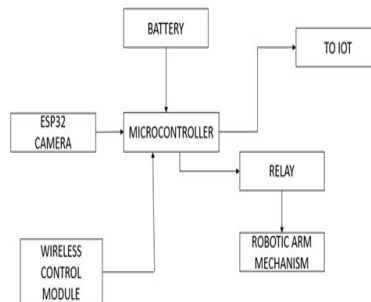 BATTERY
TO IOT
ESP32
CAMERA
MICROCONTROLLER
RELAY
WIRELESS
CONTROL
MODULE
ROBOTIC ARM
MECHANISM